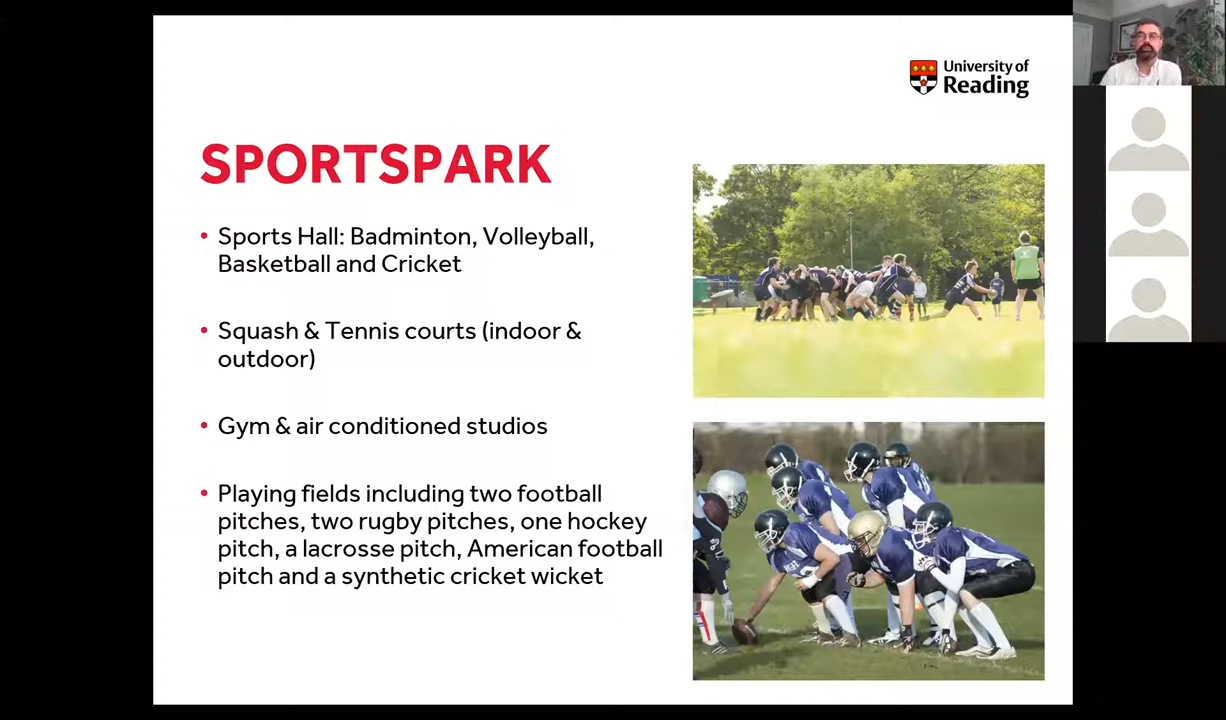 University of
Reading
SPORTSPARK
• Sports Hall: Badminton, Volleyball,
Basketball and Cricket
• Squash & Tennis courts (indoor &
outdoor)
• Gym & air conditioned studios
• Playing fields including two football
pitches, two rugby pitches, one hockey
pitch, a lacrosse pitch, American football
pitch and a synthetic cricket wicket